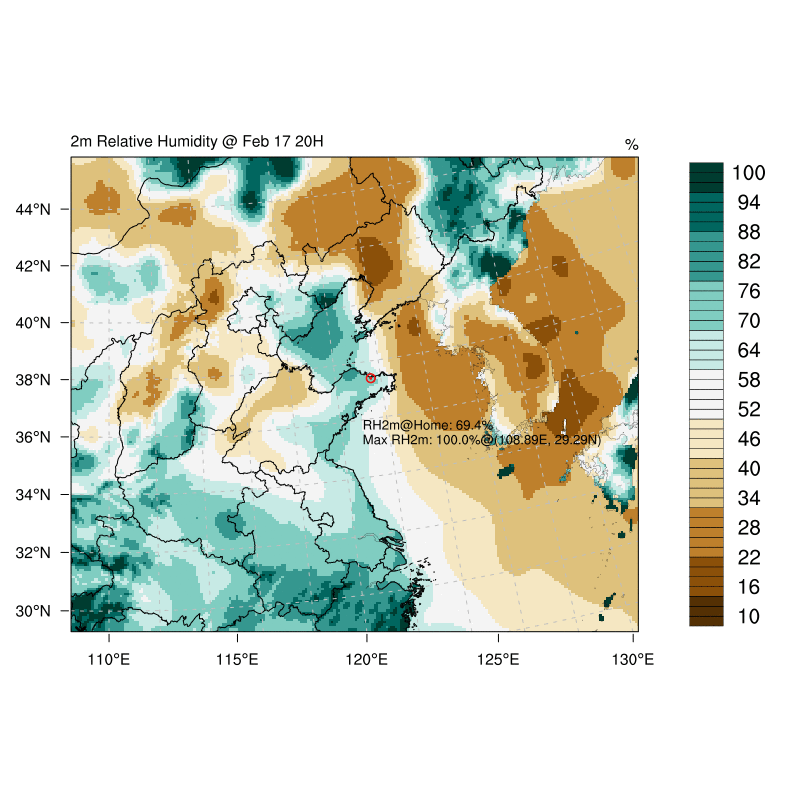 2m Relative Humidity @ Feb 17 20H
%
44°N
42°N
40°N
38°N
36°N
34°N
32°N
30°N
110°E
115°E
120°E
125°E
130°E
RH2m@Home: 69.4%
Max RH2m: 100.0%@(108.89E, 29.29N)
100
94
88
82
76
70
64
58
52
46
40
34
28
22
16
10